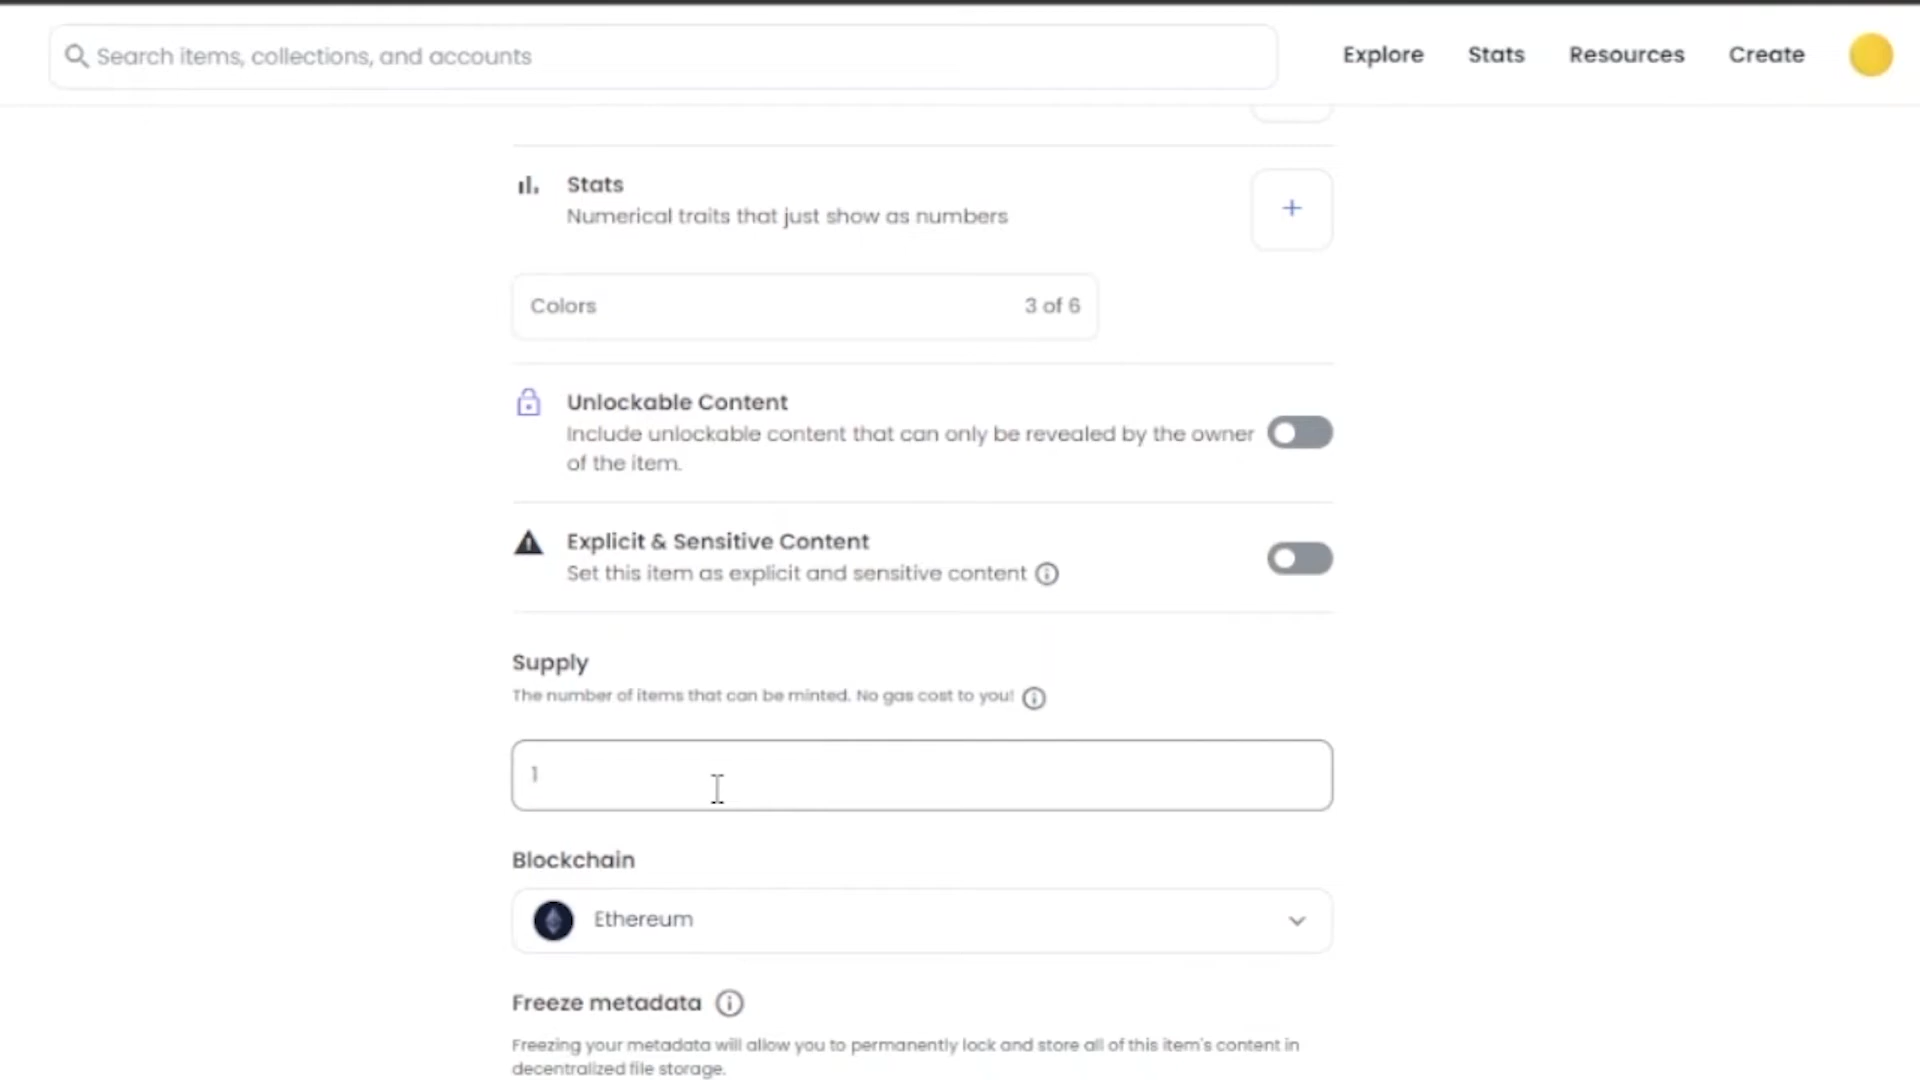 Search items, collections, and accounts
Explore
Stats
Resources
Create
Stats
Numerical traits that just show as numbers
+
Colors
3 of 6
Unlockable Content
Include unlockable content that can only be revealed by the owner
of the item.
Explicit & Sensitive Content
Set this item as explicit and sensitive content
Supply
The number of items that can be minted. No gas cost to you!
1
Blockchain
Ethereum
Freeze metadata
Freezing your metadata will allow you to permanently lock and store all of this item's content in
decentralized file storage.